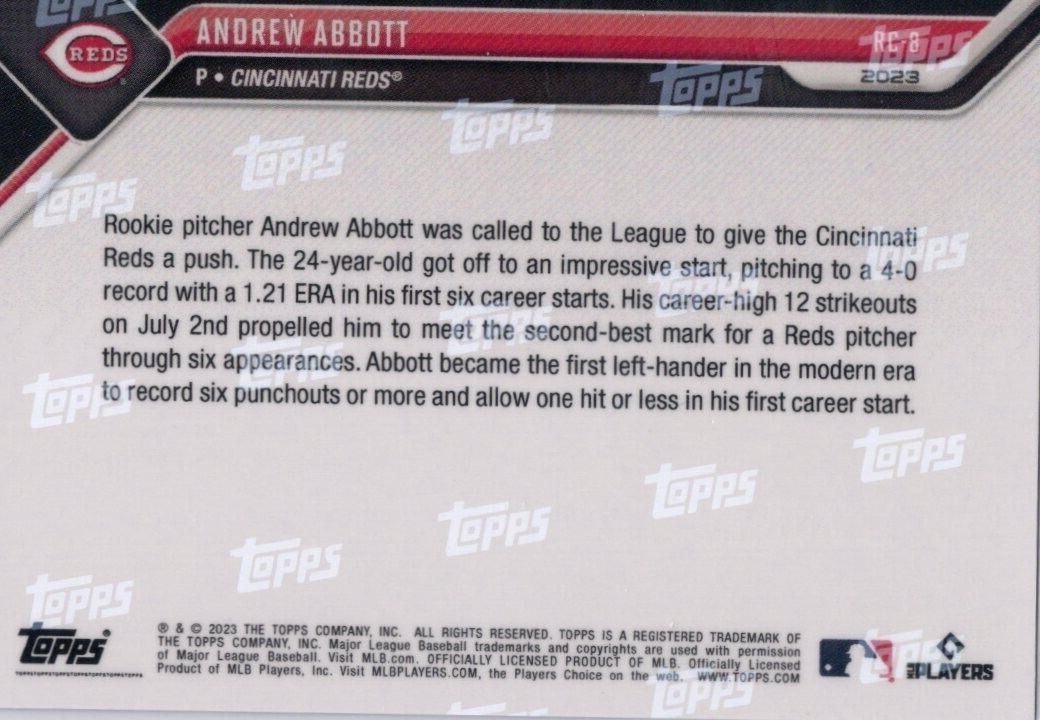 REDS
ANDREW ABBOTT
RC-8
P • CINCINNATI REDS®
2023
Rookie pitcher Andrew Abbott was called to the League to give the Cincinnati
Reds a push. The 24-year-old got off to an impressive start, pitching to a 4-0
record with a 1.21 ERA in his first six career starts. His career-high 12 strikeouts
on July 2nd propelled him to meet the second-best mark for a Reds pitcher
through six appearances. Abbott became the first left-hander in the modern era
to record six punchouts or more and allow one hit or less in his first career start.
TOPPS®
TOPPSTOPPSTOPPSTOPPSTOPPSTOPPSTOPPS
® & © 2023 THE TOPPS COMPANY, INC. ALL RIGHTS RESERVED. TOPPS IS A REGISTERED TRADEMARK OF
THE TOPPS COMPANY, INC. Major League Baseball trademarks and copyrights are used with permission
of Major League Baseball. Visit MLB.com. OFFICIALLY LICENSED PRODUCT OF MLB. Officially Licensed
Product of MLB Players, Inc. Visit MLBPLAYERS.COM, the Players Choice on the web. WWW.TOPPS.COM
PLAYERS